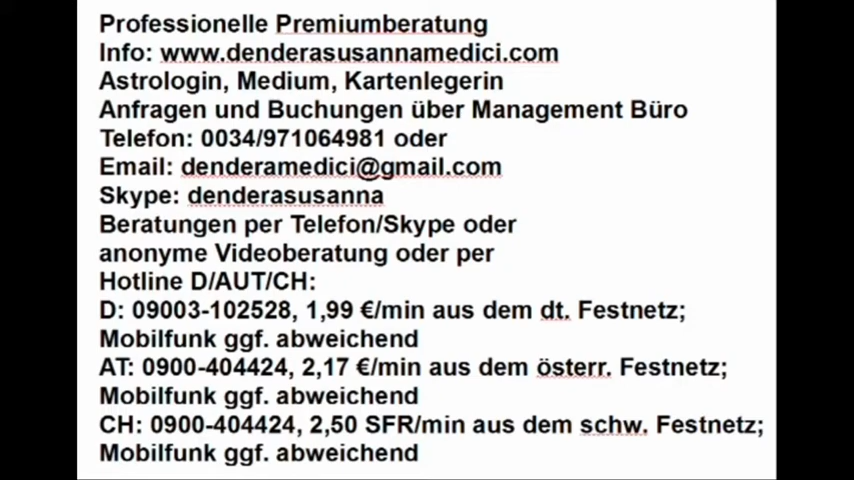 Professionelle Premiumberatung
Info: www.denderasusannamedici.com
Astrologin, Medium, Kartenlegerin
Anfragen und Buchungen über Management Büro
Telefon: 0034/971064981 oder
Email: denderamedici@gmail.com
Skype: denderasusanna
Beratungen per Telefon/Skype oder
anonyme Videoberatung oder per
Hotline D/AUT/CH:
D: 09003-102528, 1,99 €/min aus dem dt. Festnetz;
Mobilfunk ggf. abweichend
AT: 0900-404424, 2,17 €/min aus dem österr. Festnetz;
Mobilfunk ggf. abweichend
CH: 0900-404424, 2,50 SFR/min aus dem schw. Festnetz;
Mobilfunk ggf. abweichend